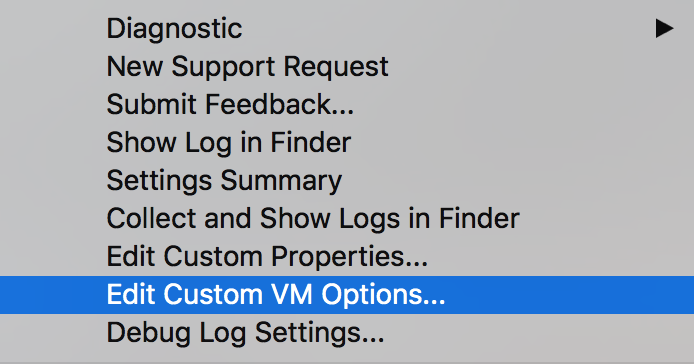 Diagnostic
New Support Request
Submit Feedback...
Show Log in Finder
Settings Summary
Collect and Show Logs in Finder
Edit Custom Properties...
Edit Custom VM Options...
Debug Log Settings...